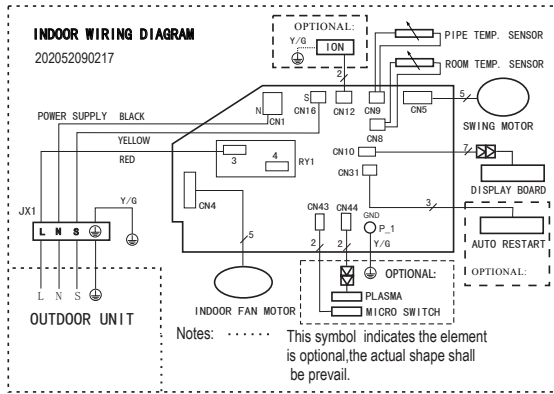 INDOOR WIRING DIAGRAM
202052090217
OPTIONAL:
Y/G
ION
2
PIPE TEMP. SENSOR
ROOM TEMP. SENSOR
POWER SUPPLY BLACK
N
CN1
S
CN16
CN12
CN9
CN8
CN5
5
SWING MOTOR
YELLOW
RED
3
4
RY1
CN10
7
DISPLAY BOARD
CN31
3
AUTO RESTART
OPTIONAL:
CN4
5
INDOOR FAN MOTOR
CN43
CN44
GND
P_1
Y/G
2
2
OPTIONAL:
PLASMA
MICRO SWITCH
JX1
L N S
Y/G
L N S
OUTDOOR UNIT
Notes: ······ This symbol indicates the element
is optional,the actual shape shall
be prevail.